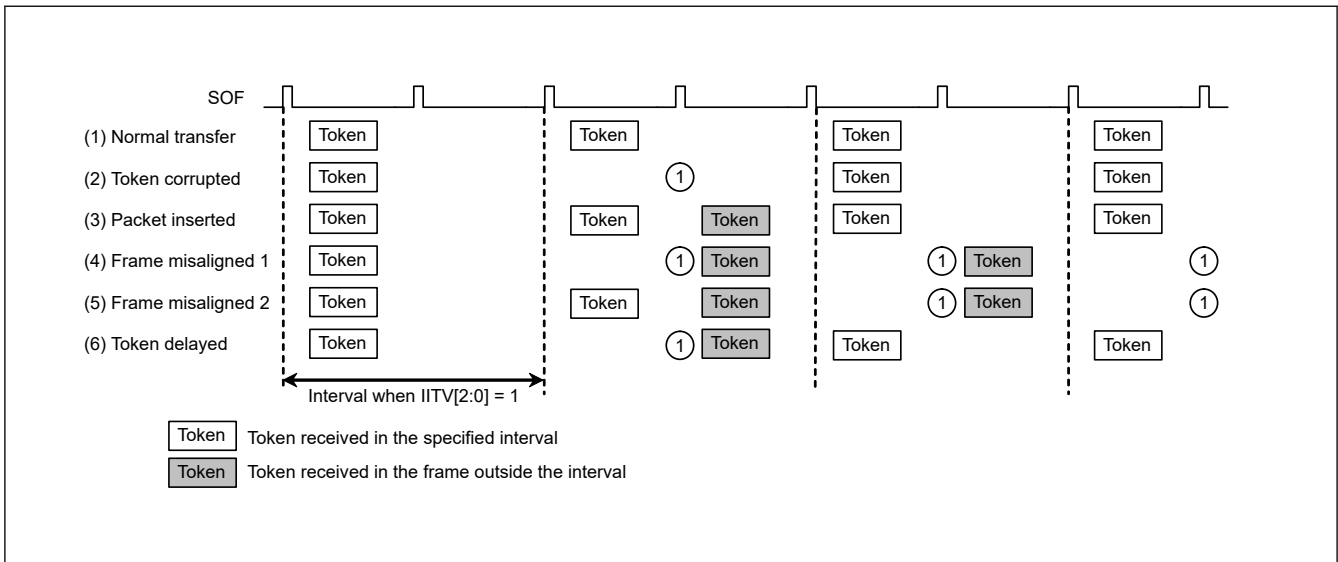 SOF
(1) Normal transfer Token Token Token Token
(2) Token corrupted Token 1 Token Token
(3) Packet inserted Token Token Token Token Token
(4) Frame misaligned 1 Token 1 Token 1 Token 1
(5) Frame misaligned 2 Token Token Token 1 Token 1
(6) Token delayed Token 1 Token Token Token
Interval when IITV[2:0] = 1
Token Token received in the specified interval
Token Token received in the frame outside the interval